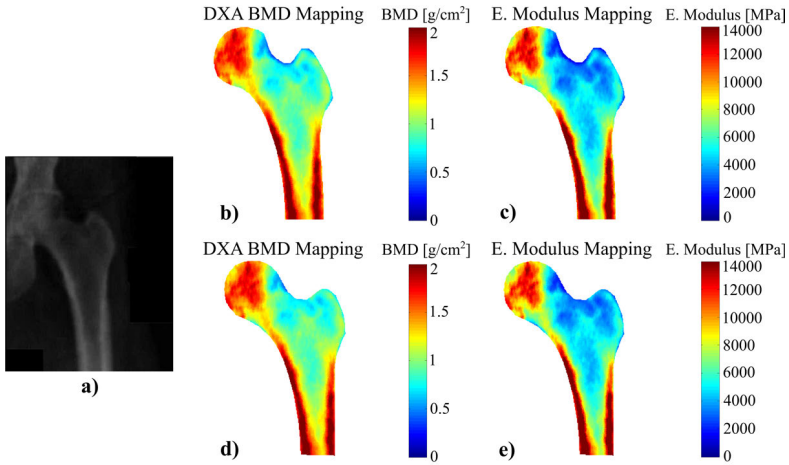 DXA BMD Mapping
BMD [g/cm²]
2
1.5
1
0.5
0
b)
E. Modulus Mapping
E. Modulus [MPa]
14000
12000
10000
8000
6000
4000
2000
0
c)
a)
DXA BMD Mapping
BMD [g/cm²]
2
1.5
1
0.5
0
d)
E. Modulus Mapping
E. Modulus [MPa]
14000
12000
10000
8000
6000
4000
2000
0
e)